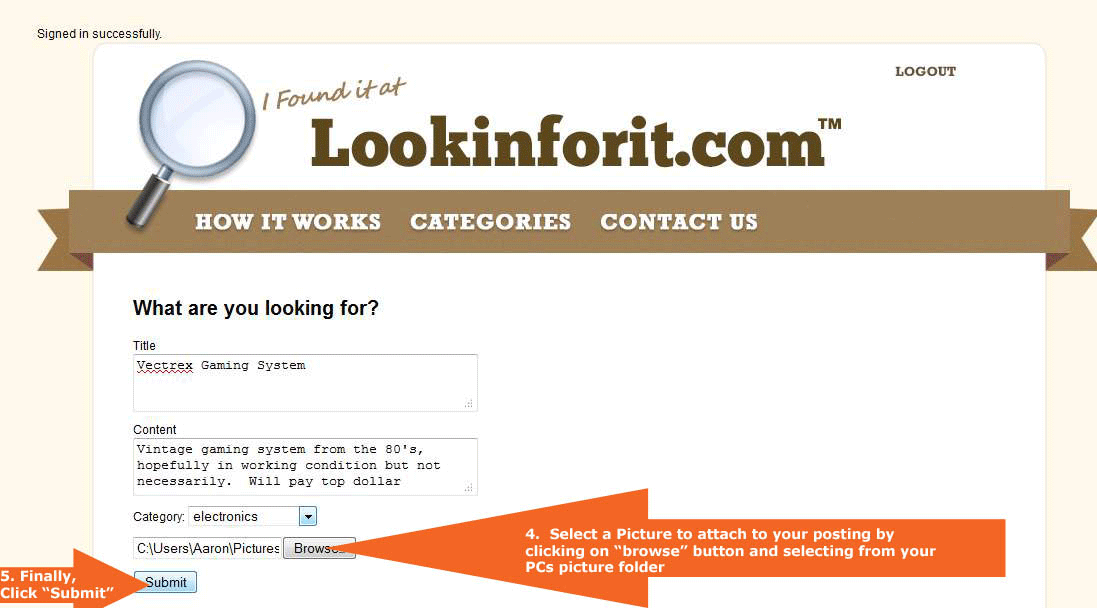 Signed in successfully.
LOGOUT
I Found it at
Lookinforit.com™
HOW IT WORKS CATEGORIES CONTACT US
What are you looking for?
Title
Vectrex Gaming System
Content
Vintage gaming system from the 80's,
hopefully in working condition but not
necessarily. Will pay top dollar
Category: electronics
C:\Users\Aaron\Pictures
4. Select a Picture to attach to your posting by
clicking on “browse” button and selecting from your
PCs picture folder
5. Finally,
Click “Submit”
Submit